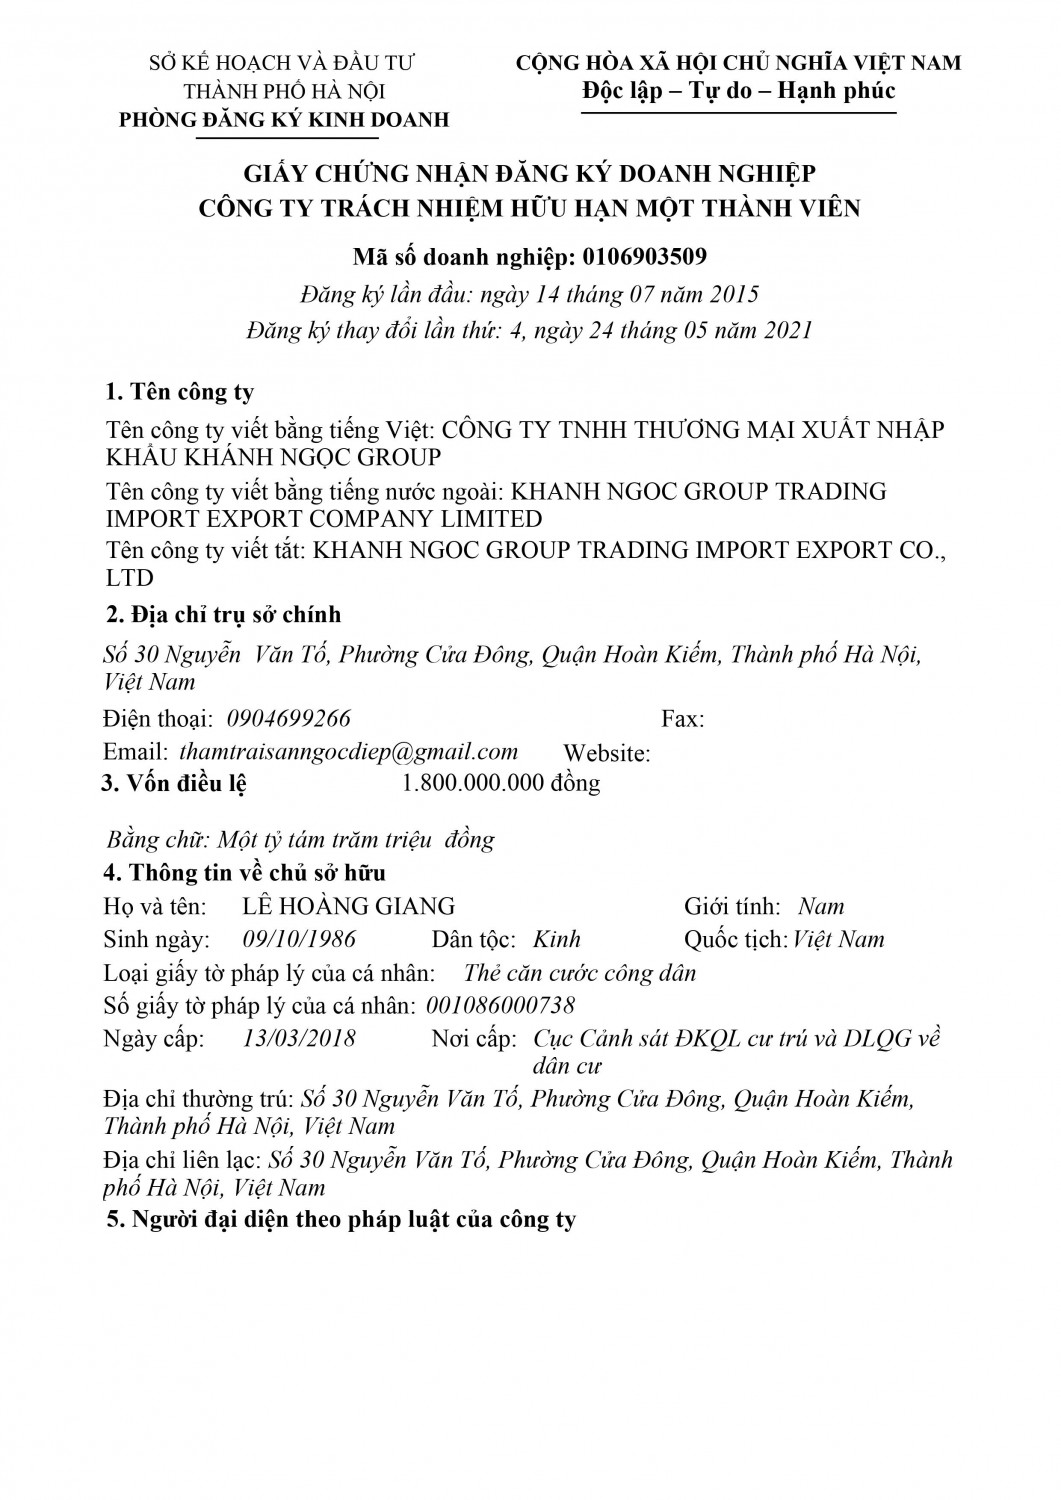 SỞ KẾ HOẠCH VÀ ĐẦU TƯ
THÀNH PHỐ HÀ NỘI
PHÒNG ĐĂNG KÝ KINH DOANH
CỘNG HÒA XÃ HỘI CHỦ NGHĨA VIỆT NAM
Độc lập – Tự do – Hạnh phúc
GIẤY CHỨNG NHẬN ĐĂNG KÝ DOANH NGHIỆP
CÔNG TY TRÁCH NHIỆM HỮU HẠN MỘT THÀNH VIÊN
Mã số doanh nghiệp: 0106903509
Đăng ký lần đầu: ngày 14 tháng 07 năm 2015
Đăng ký thay đổi lần thứ: 4, ngày 24 tháng 05 năm 2021
1. Tên công ty
Tên công ty viết bằng tiếng Việt: CÔNG TY TNHH THƯƠNG MẠI XUẤT NHẬP
KHẨU KHÁNH NGỌC GROUP
Tên công ty viết bằng tiếng nước ngoài: KHANH NGOC GROUP TRADING
IMPORT EXPORT COMPANY LIMITED
Tên công ty viết tắt: KHANH NGOC GROUP TRADING IMPORT EXPORT CO.,
LTD
2. Địa chỉ trụ sở chính
Số 30 Nguyễn Văn Tố, Phường Cửa Đông, Quận Hoàn Kiếm, Thành phố Hà Nội,
Việt Nam
Điện thoại: 0904699266 Fax:
Email: thamtraisanngocdiep@gmail.com Website:
3. Vốn điều lệ 1.800.000.000 đồng
Bằng chữ: Một tỷ tám trăm triệu đồng
4. Thông tin về chủ sở hữu
Họ và tên: LÊ HOÀNG GIANG Giới tính: Nam
Sinh ngày: 09/10/1986 Dân tộc: Kinh Quốc tịch: Việt Nam
Loại giấy tờ pháp lý của cá nhân: Thẻ căn cước công dân
Số giấy tờ pháp lý của cá nhân: 001086000738
Ngày cấp: 13/03/2018 Nơi cấp: Cục Cảnh sát ĐKQL cư trú và DLQG về
dân cư
Địa chỉ thường trú: Số 30 Nguyễn Văn Tố, Phường Cửa Đông, Quận Hoàn Kiếm,
Thành phố Hà Nội, Việt Nam
Địa chỉ liên lạc: Số 30 Nguyễn Văn Tố, Phường Cửa Đông, Quận Hoàn Kiếm, Thành
phố Hà Nội, Việt Nam
5. Người đại diện theo pháp luật của công ty